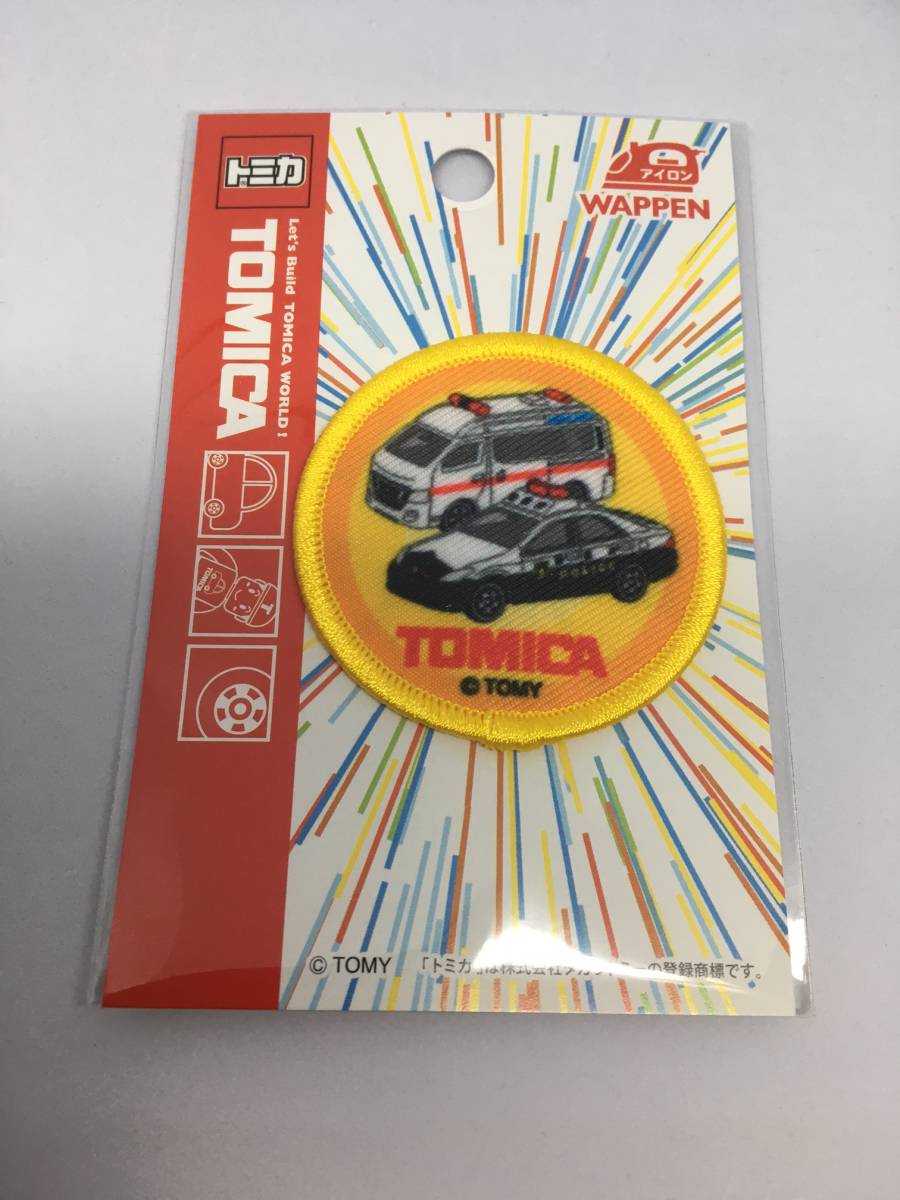 トミカ
Let's Build TOMICA WORLD!
TOMICA
アイロン
WAPPEN
POLICE
TOMICA
© TOMY
TOMICA
T
© TOMY 「トミカ」は株式会社タカラトミーの登録商標です。